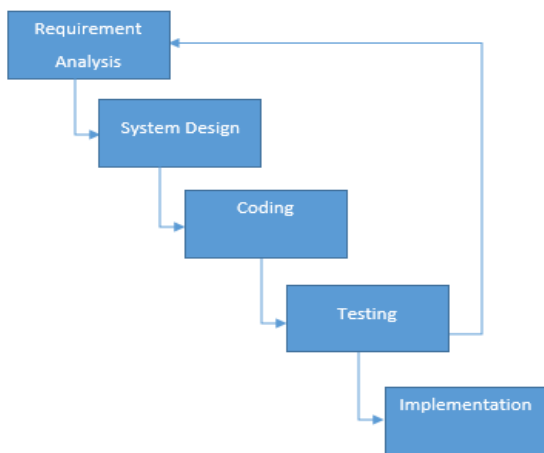 Requirement
Analysis
System Design
Coding
Testing
Implementation